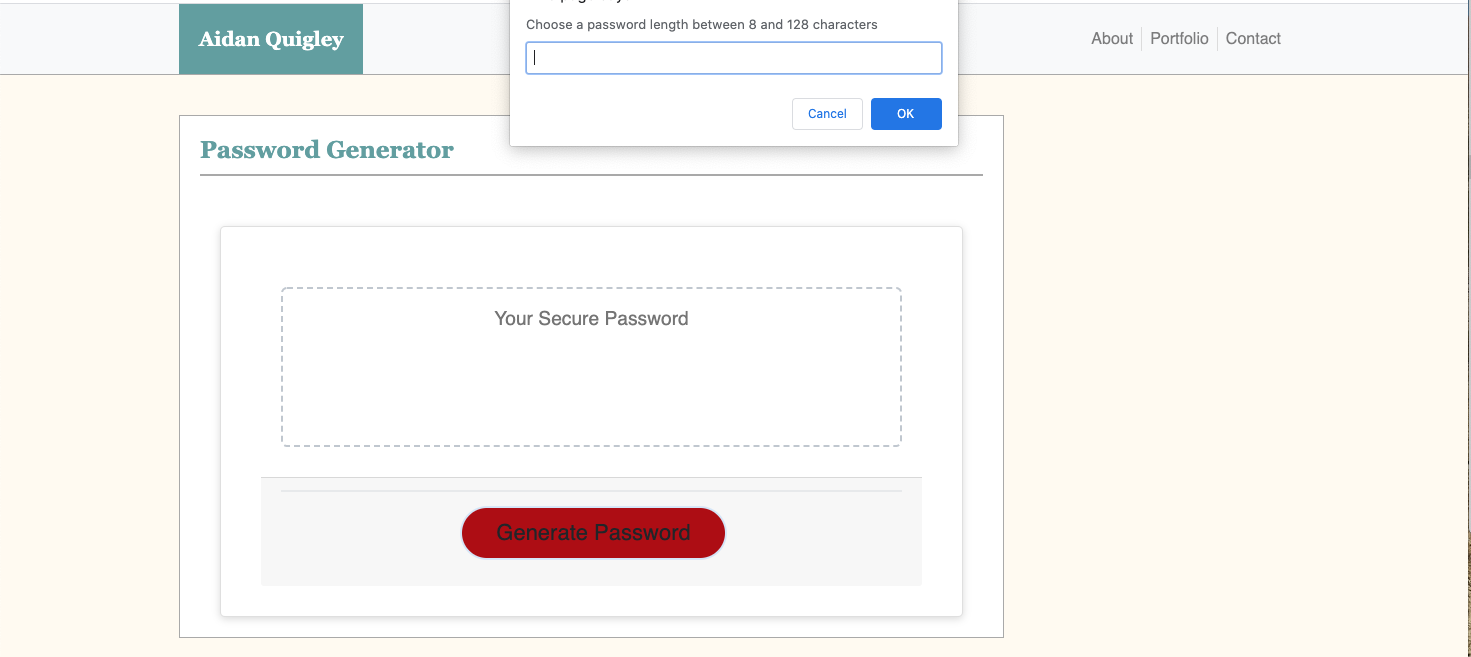 Choose a password length between 8 and 128 characters
Aidan Quigley
About Portfolio Contact
Cancel OK
Password Generator
Your Secure Password
Generate Password